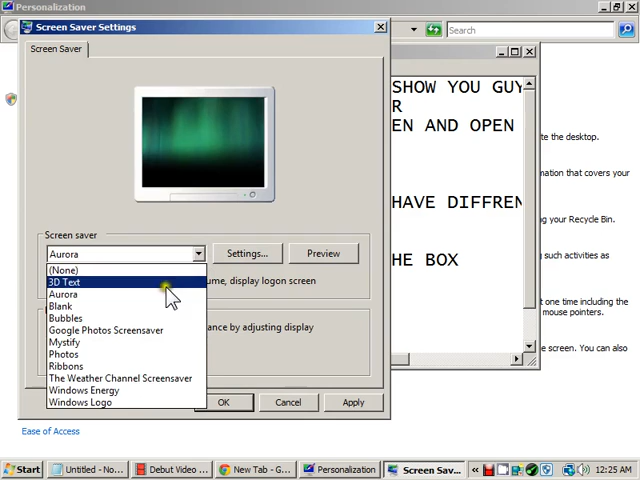 Personalization
Screen Saver Settings
Search
Screen Saver
SHOW YOU GUY
R
EN AND OPEN
te the desktop.
mation that covers your
HAVE DIFFREN
ng your Recycle Bin.
Screen saver
Aurora
Settings...
Preview
ng such activities as
HE BOX
(None)
3D Text
ume, display logon screen
Aurora
t one time including the
Blank
mouse pointers.
Bubbles
Google Photos Screensaver
ance by adjusting display
Mystify
e screen. You can also
Photos
Ribbons
The Weather Channel Screensaver
Windows Energy
Windows Logo
OK
Cancel
Apply
Ease of Access
Start
Untitled - No...
Debut Video ...
New Tab - G...
Personalization
Screen Sav...
12:25 AM